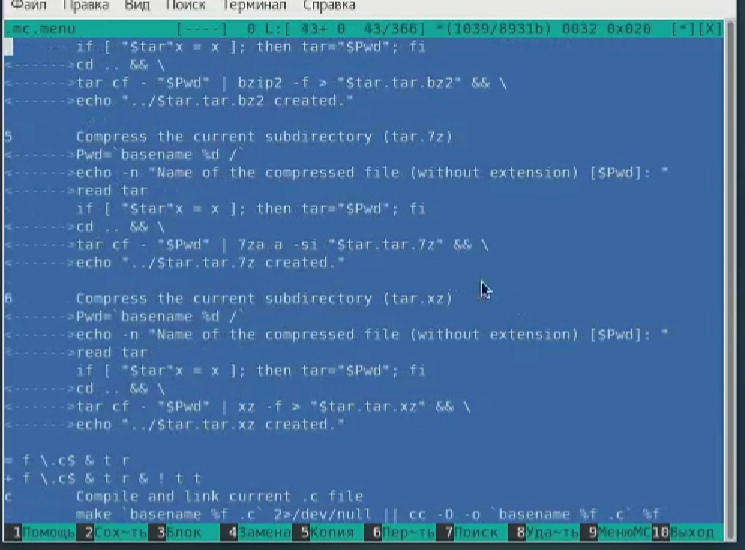 Файл Правка Вид Поиск Терминал Справка
.mc.menu [----] 0 L:[ 43+ 0 43/366] *(1039/8931b) 0032 0x020 [*][X]
if [ "$tar"x = x ]; then tar="$Pwd"; fi
<------>cd .. && \
<------>tar cf - "$Pwd" | bzip2 -f > "$tar.tar.bz2" && \
<------>echo "../$tar.tar.bz2 created."
5 Compress the current subdirectory (tar.7z)
<------>Pwd=`basename %d /`
<------>echo -n "Name of the compressed file (without extension) [$Pwd]: "
<------>read tar
if [ "$tar"x = x ]; then tar="$Pwd"; fi
<------>cd .. && \
<------>tar cf - "$Pwd" | 7za a -si "$tar.tar.7z" && \
<------>echo "../$tar.tar.7z created."
6 Compress the current subdirectory (tar.xz)
<------>Pwd=`basename %d /`
<------>echo -n "Name of the compressed file (without extension) [$Pwd]: "
<------>read tar
if [ "$tar"x = x ]; then tar="$Pwd"; fi
<------>cd .. && \
<------>tar cf - "$Pwd" | xz -f > "$tar.tar.xz" && \
<------>echo "../$tar.tar.xz created."
= f \.c$ & t r
+ f \.c$ & t r & ! t t
c Compile and link current .c file
make `basename %f .c` 2>/dev/null || cc -O -o `basename %f .c` %f
1Помощь 2Сох~ть 3Блок 4Замена 5Копия 6Пер~ть 7Поиск 8Уда~ть 9МенюMC 10Выход